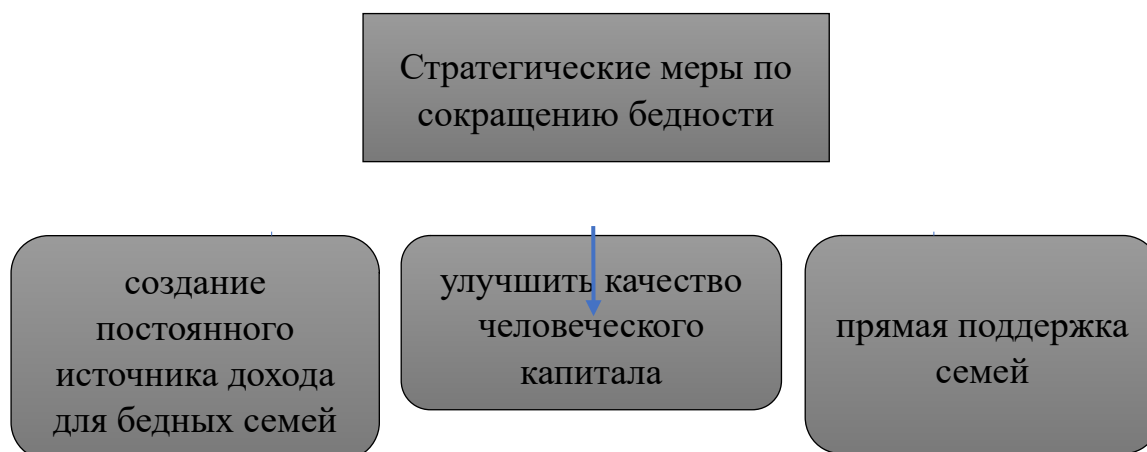 Стратегические меры по
сокращению бедности
создание
постоянного
источника дохода
для бедных семей
улучшить качество
человеческого
капитала
прямая поддержка
семей